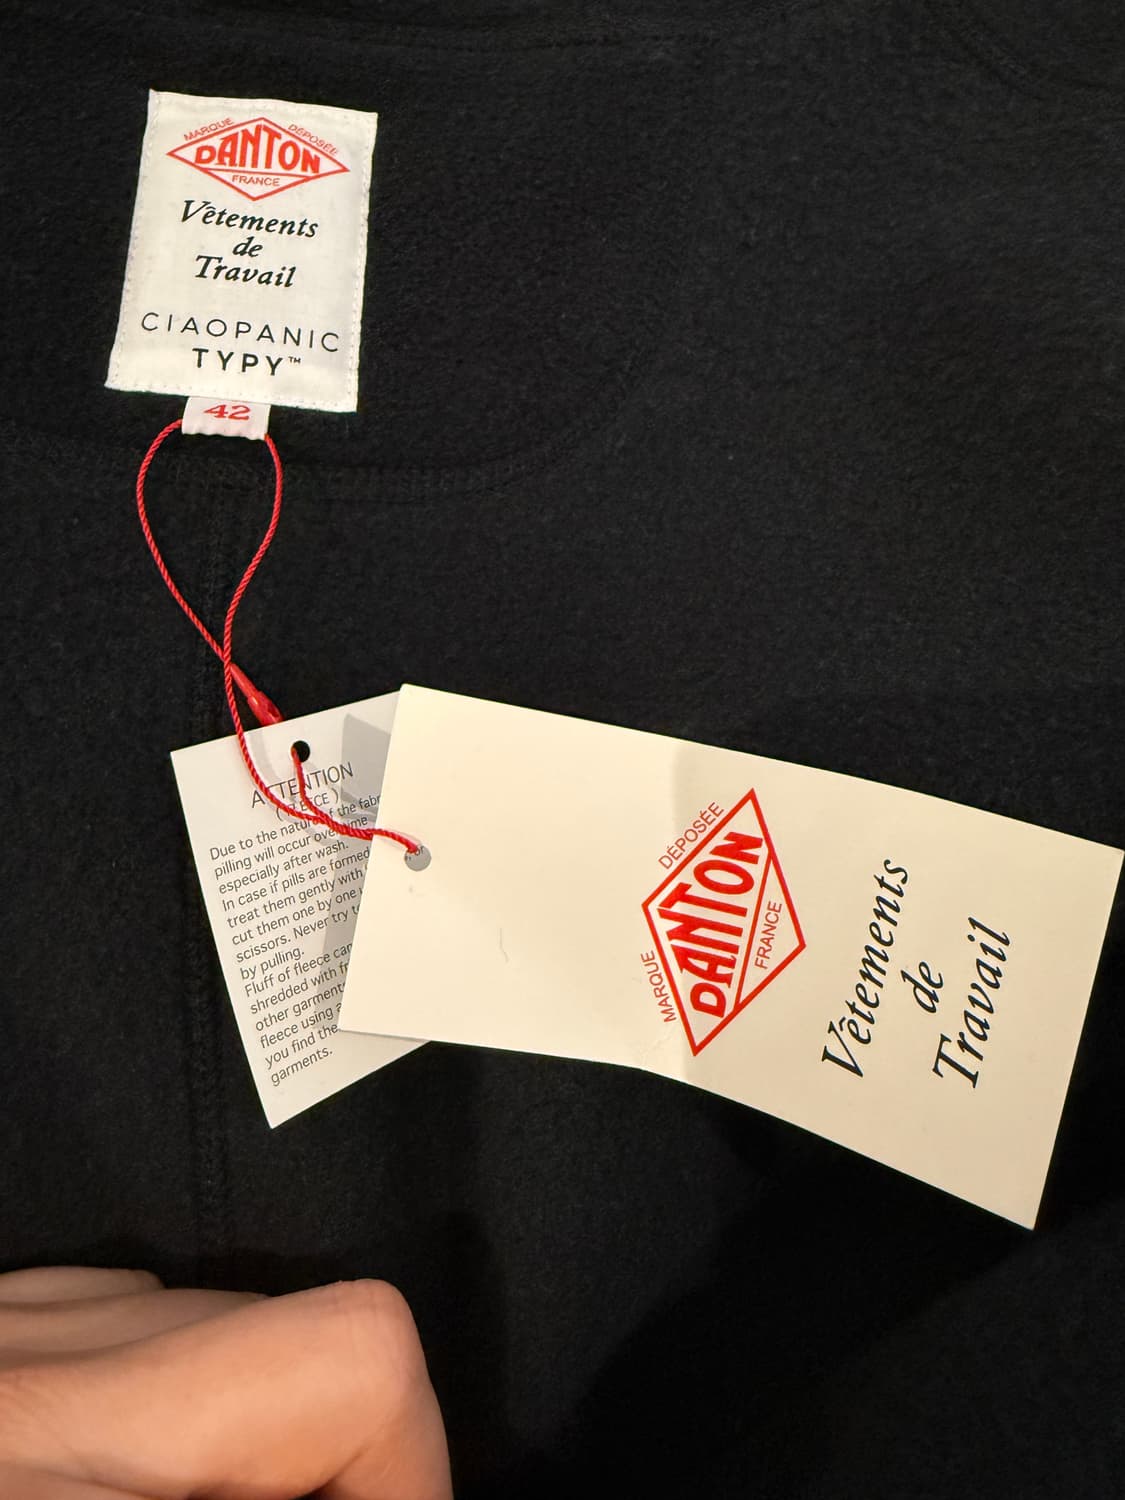 MARQUE DÉPOSÉE
DANTON
FRANCE
Vêtements
de
Travail
CIAOPANIC
TYPY™
42
ATTENTION
Due to the nature of the
pilling will occur over time
especially after wash.
In case if pills are formed
treat them gently with
cut them one by one
scissors. Never try to
by pulling.
Fluff of fleece can
shredded with
other garments
fleece using
you find the
garments.
MARQUE DÉPOSÉE
DANTON
FRANCE
Vêtements
de
Travail